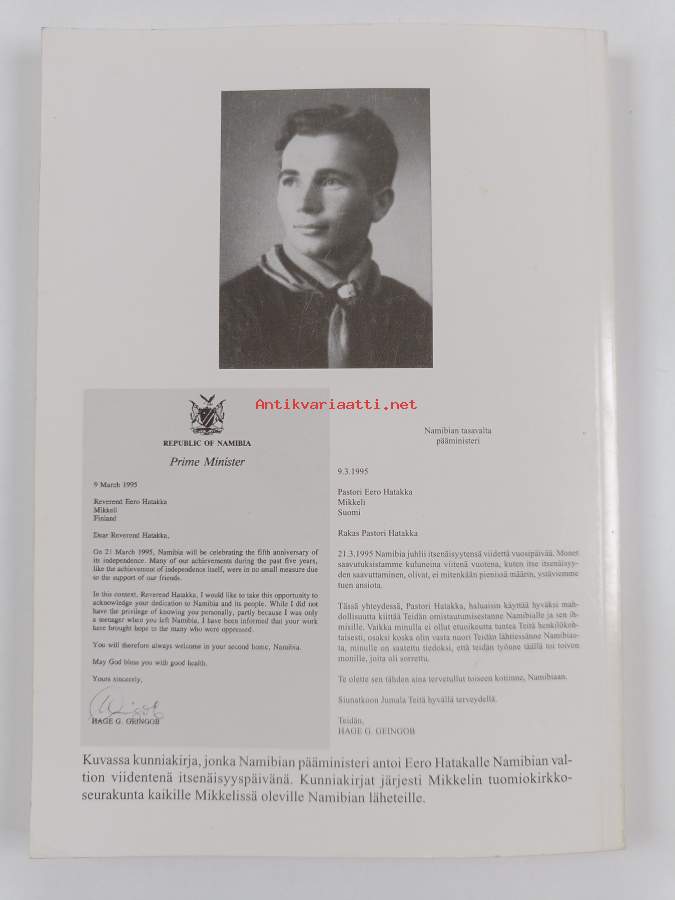 Antikvariaatti.net
REPUBLIC OF NAMIBIA
Prime Minister
9 March 1995
Reverend Eero Hatakka
Mikkeli
Finland
Dear Reverend Hatakka,
On 21 March 1995, Namibia will be celebrating the fifth anniversary of
its independence. Many of our achievements during the past five years,
like the achievement of independence itself, were in no small measure due
to the support of our friends.
In this context, Reverend Hatakka, I would like to take this opportunity to
acknowledge your dedication to Namibia and its people. While I did not
have the privilege of knowing you personally, partly because I was only
a teenager when you left Namibia, I have been informed that your work
have brought hope to the many who were oppressed.
You will therefore always welcome in your second home, Namibia.
May God bless you with good health.
Yours sincerely,
HAGE G. GEINGOB
Namibian tasavalta
pääministeri
9.3.1995
Pastori Eero Hatakka
Mikkeli
Suomi
Rakas Pastori Hatakka
21.3.1995 Namibia juhlii itsenäisyytensä viidettä vuosipäivää. Monet
saavutuksistamme kuluneina viitenä vuotena, kuten itse itsenäisyy-
den saavuttaminen, olivat, ei mitenkään pienissä määrin, ystäviemme
tuen ansiota.
Tässä yhteydessä, Pastori Hatakka, haluaisin käyttää hyväksi mah-
dollisuutta kiittää Teidän omistautumisestanne Namibialle ja sen ih-
misille. Vaikka minulla ei ollut etuoikeutta tuntea Teitä henkilökoh-
taisesti, osaksi koska olin vasta nuori Teidän lähtiessänne Namibias-
ta, minulle on saatettu tiedoksi, että teidän työnne täällä toi toivon
monille, joita oli sorrettu.
Te olette sen tähden aina tervetullut toiseen kotiinne, Namibiaan.
Siunatkoon Jumala Teitä hyvällä terveydellä.
Teidän,
HAGE G. GEINGOB
Kuvassa kunniakirja, jonka Namibian pääministeri antoi Eero Hatakalle Namibian val-
tion viidentenä itsenäisyyspäivänä. Kunniakirjat järjesti Mikkelin tuomiokirkko-
seurakunta kaikille Mikkelissä oleville Namibian läheteille.